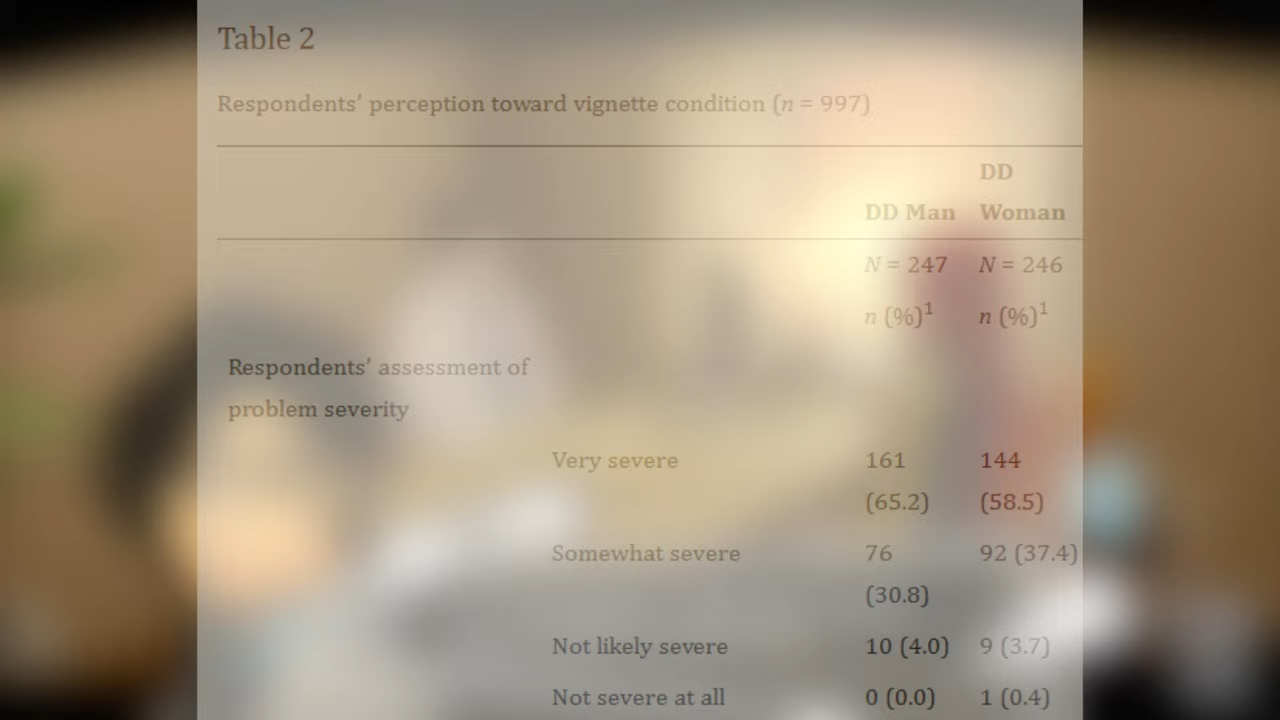 Table 2
Respondents’ perception toward vignette condition (n = 997)
DD
DD Man Woman
N = 247 N = 246
n (%)1 n (%)1
Respondents’ assessment of
problem severity
Very severe 161 144
(65.2) (58.5)
Somewhat severe 76 92 (37.4)
(30.8)
Not likely severe 10 (4.0) 9 (3.7)
Not severe at all 0 (0.0) 1 (0.4)